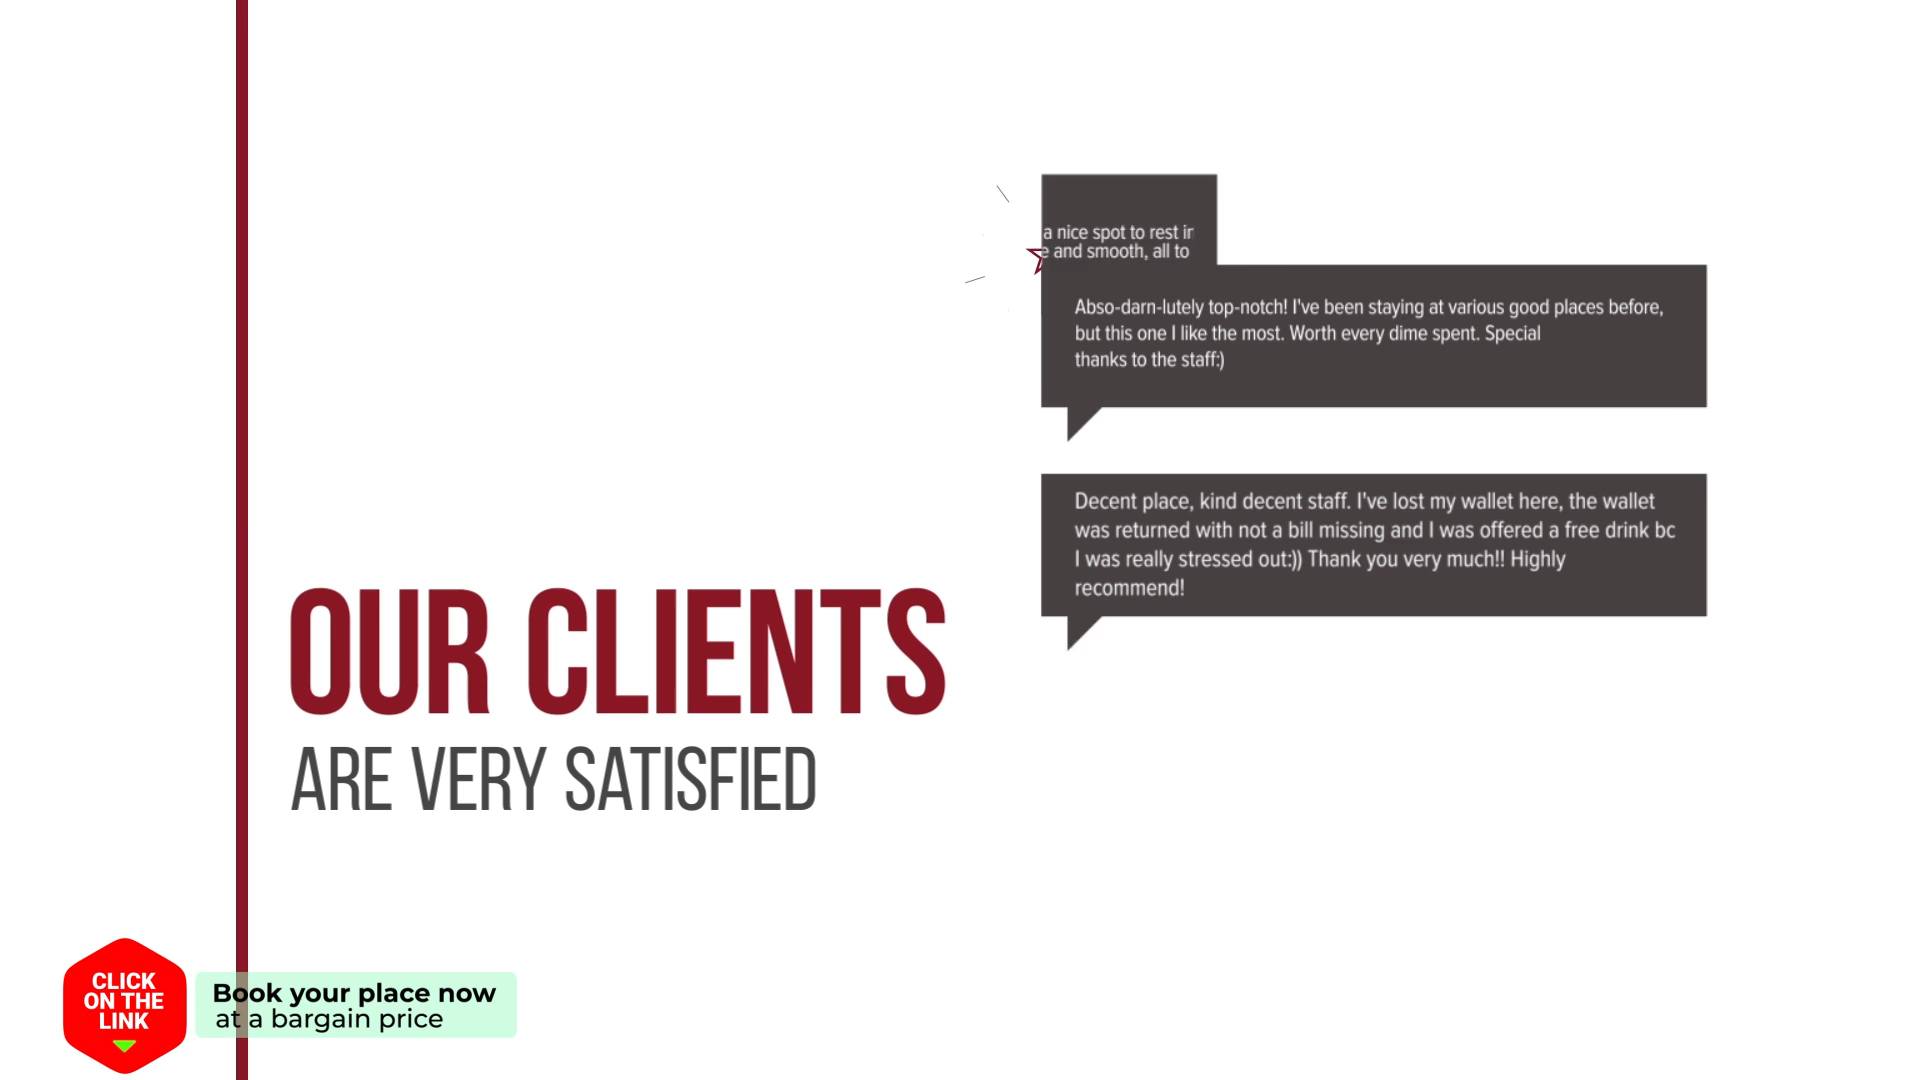 a nice spot to rest
and smooth, all to
Abso-darn-lutely top-notch! I've been staying at various good places before,
but this one I like the most. Worth every dime spent. Special
thanks to the staff:)
Decent place, kind decent staff. I've lost my wallet here, the wallet
was returned with not a bill missing and I was offered a free drink bc
I was really stressed out:)) Thank you very much!! Highly
recommend!
OUR CLIENTS
ARE VERY SATISFIED
CLICK
ON THE
LINK
Book your place now
at a bargain price